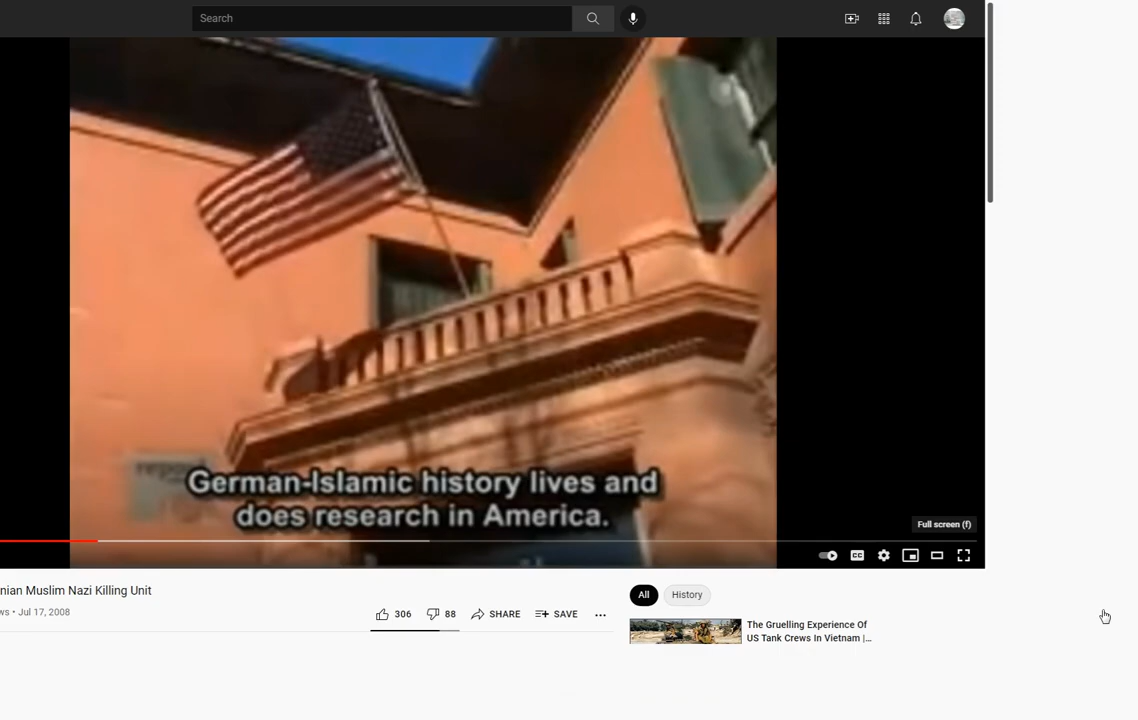 Search
report
German-Islamic history lives and
does research in America.
Full screen (f)
nian Muslim Nazi Killing Unit
ws • Jul 17, 2008
306
88
SHARE
SAVE
All
History
The Gruelling Experience Of
US Tank Crews In Vietnam |...